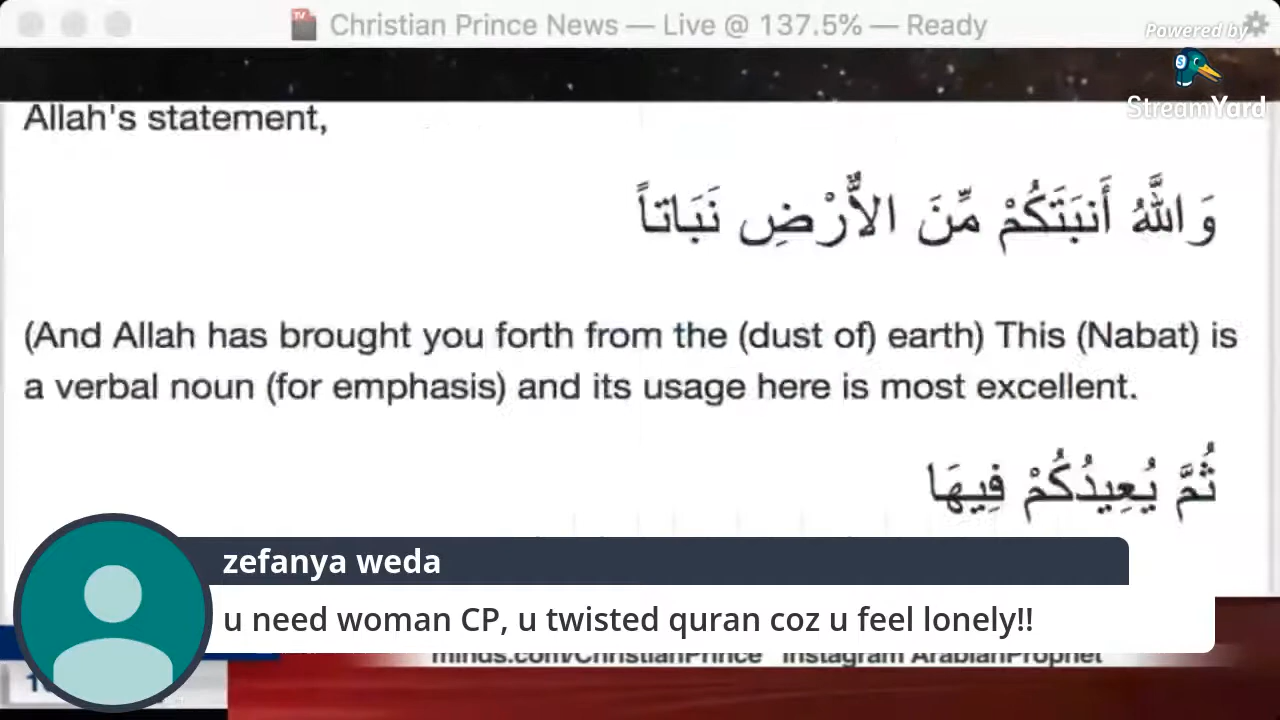 Christian Prince News — Live @ 137.5% — Ready
Powered by
StreamYard
Allah's statement,
وَاللَّهُ أَنبَتَكُمْ مِّنَ الاٌّرْضِ نَبَاتاً
(And Allah has brought you forth from the (dust of) earth) This (Nabat) is
a verbal noun (for emphasis) and its usage here is most excellent.
ثُمَّ يُعِيدُكُمْ فِيهَا
zefanya weda
u need woman CP, u twisted quran coz u feel lonely!!
minds.com/ChristianPrince Instagram ArabianProphet